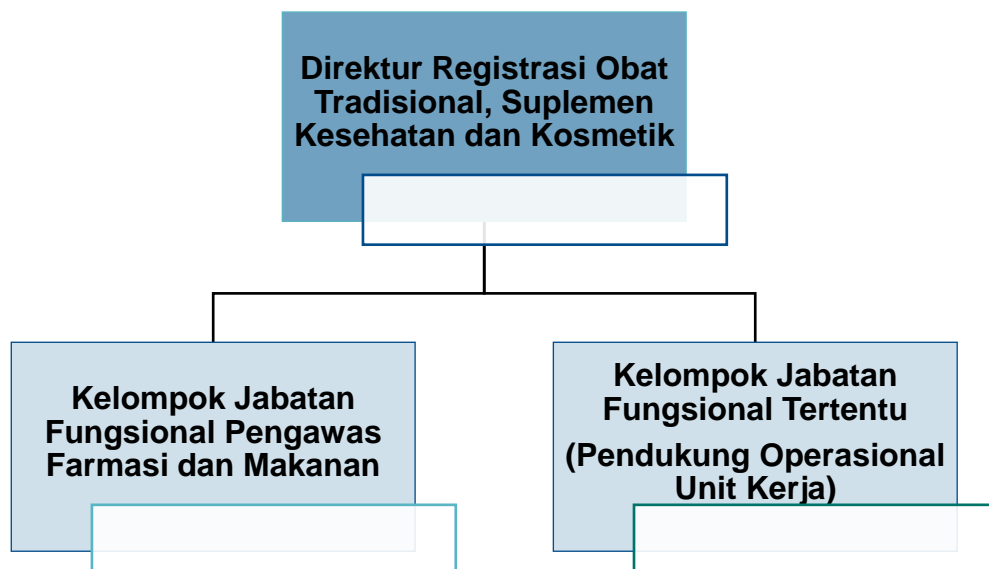 Direktur Registrasi Obat
Tradisional, Suplemen
Kesehatan dan Kosmetik
Kelompok Jabatan
Fungsional Pengawas
Farmasi dan Makanan
Kelompok Jabatan
Fungsional Tertentu
(Pendukung Operasional
Unit Kerja)